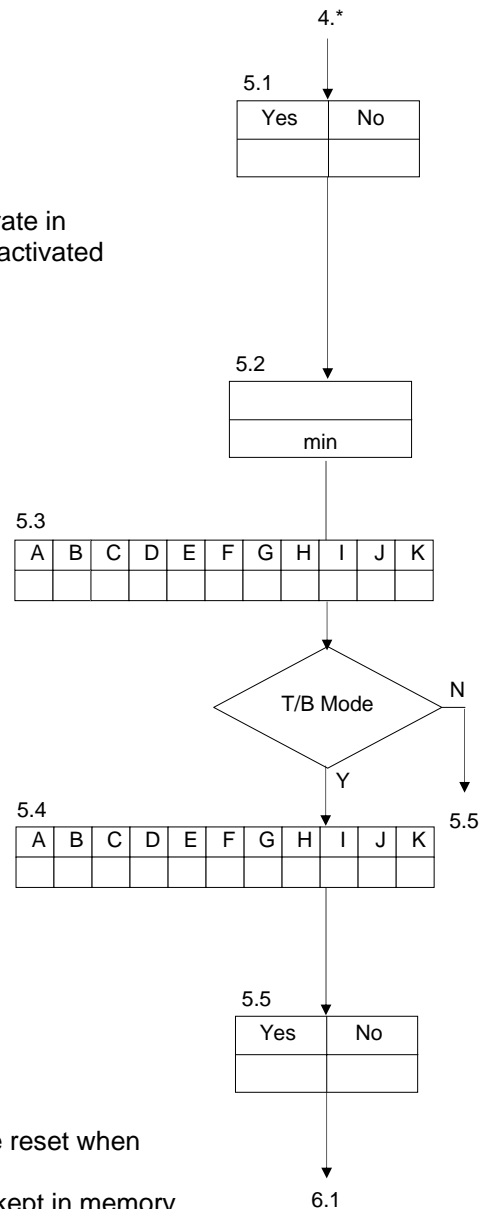 4.*
5.1
Yes No
ate in
activated
5.2
min
5.3
A B C D E F G H I J K
T/B Mode
N
Y
5.4
5.5
A B C D E F G H I J K
5.5
Yes No
reset when
6.1
kept in memory